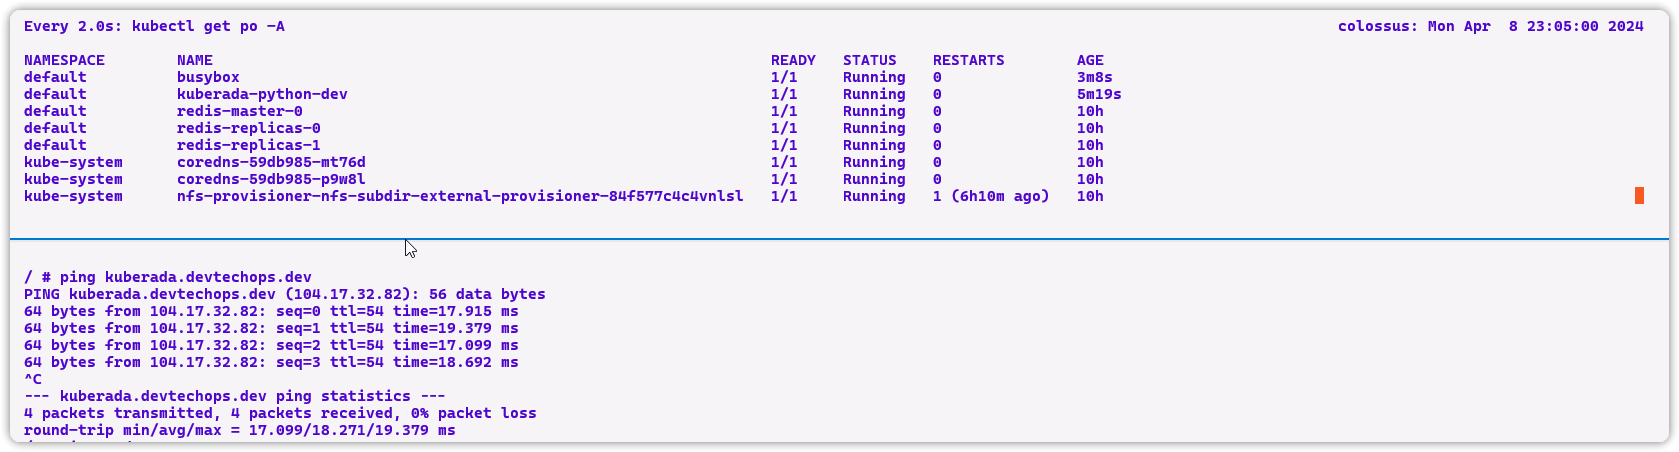 Every 2.0s: kubectl get po -A colossus: Mon Apr 8 23:05:00 2024
NAMESPACE NAME READY STATUS RESTARTS AGE
default busybox 1/1 Running 0 3m8s
default kuberada-python-dev 1/1 Running 0 5m19s
default redis-master-0 1/1 Running 0 10h
default redis-replicas-0 1/1 Running 0 10h
default redis-replicas-1 1/1 Running 0 10h
kube-system coredns-59db985-mt76d 1/1 Running 0 10h
kube-system coredns-59db985-p9w8l 1/1 Running 0 10h
kube-system nfs-provisioner-nfs-subdir-external-provisioner-84f577c4c4vnlsl 1/1 Running 1 (6h10m ago) 10h
/ # ping kuberada.devtechops.dev
PING kuberada.devtechops.dev (104.17.32.82): 56 data bytes
64 bytes from 104.17.32.82: seq=0 ttl=54 time=17.915 ms
64 bytes from 104.17.32.82: seq=1 ttl=54 time=19.379 ms
64 bytes from 104.17.32.82: seq=2 ttl=54 time=17.099 ms
64 bytes from 104.17.32.82: seq=3 ttl=54 time=18.692 ms
^C
--- kuberada.devtechops.dev ping statistics ---
4 packets transmitted, 4 packets received, 0% packet loss
round-trip min/avg/max = 17.099/18.271/19.379 ms